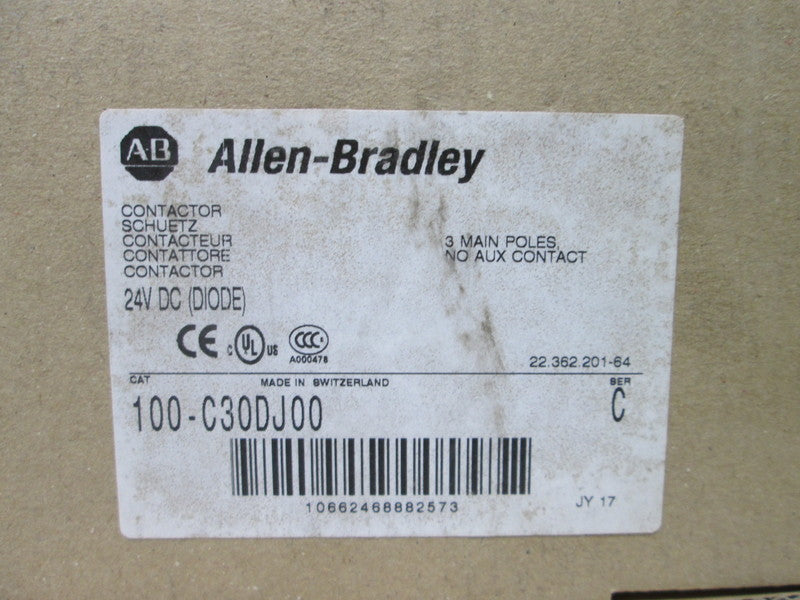 AB Allen-Bradley
CONTACTOR
SCHUETZ
CONTACTEUR
CONTATTORE
CONTACTOR
3 MAIN POLES,
NO AUX CONTACT
24V DC (DIODE)
CE C UL US CCC
A000478
22.362.201-64
CAT MADE IN SWITZERLAND SER
100-C30DJ00 C
10662468882573
JY 17